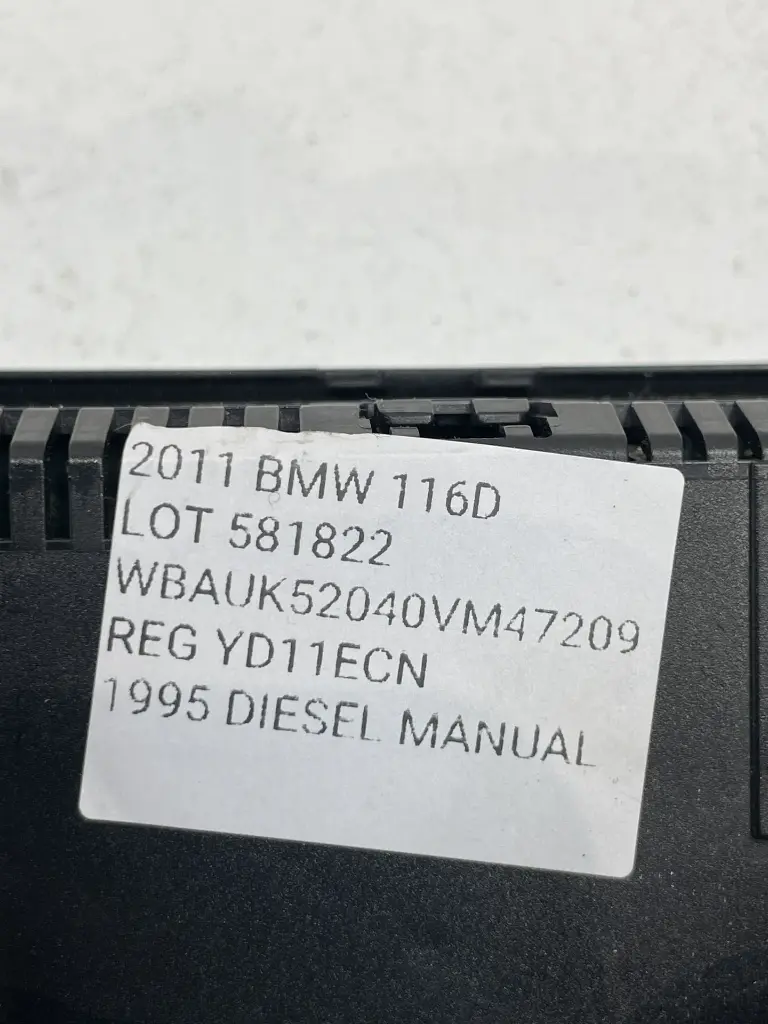 2011 BMW 116D
LOT 581822
WBAUK52040VM47209
REG YD11ECN
1995 DIESEL MANUAL